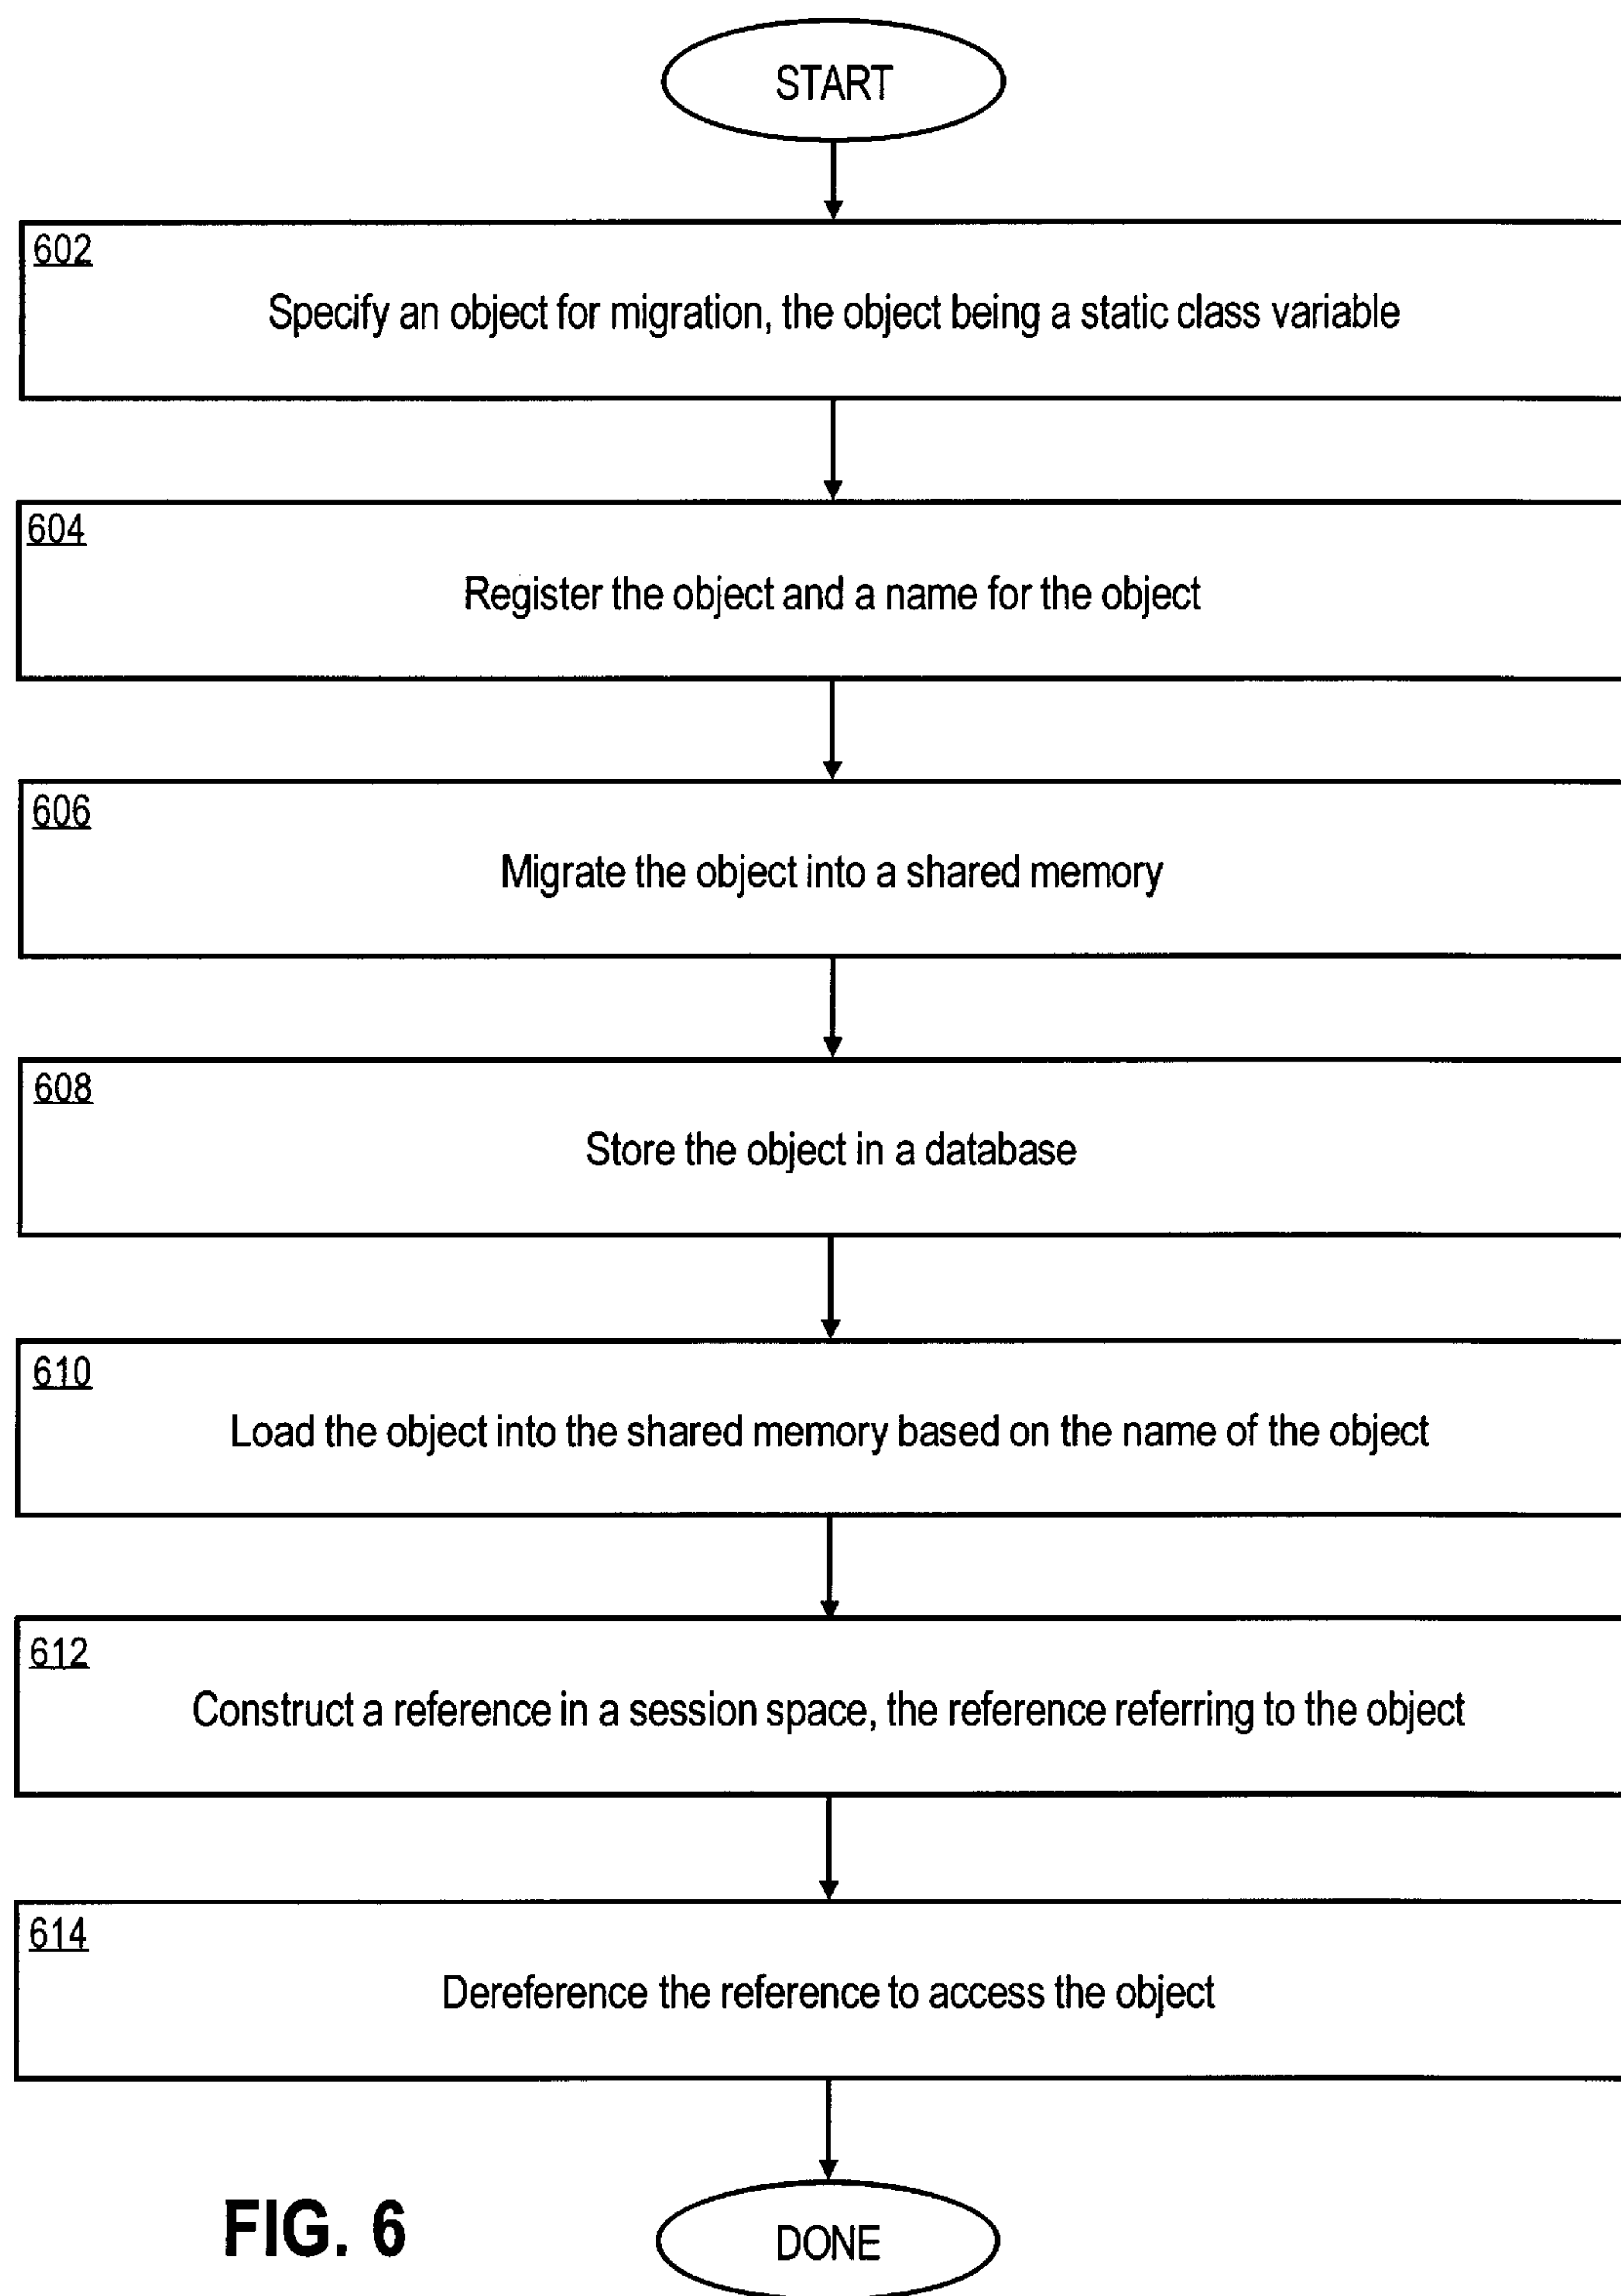 START
602
Specify an object for migration, the object being a static class variable
604
Register the object and a name for the object
606
Migrate the object into a shared memory
608
Store the object in a database
610
Load the object into the shared memory based on the name of the object
612
Construct a reference in a session space, the reference referring to the object
614
Dereference the reference to access the object
FIG. 6
DONE